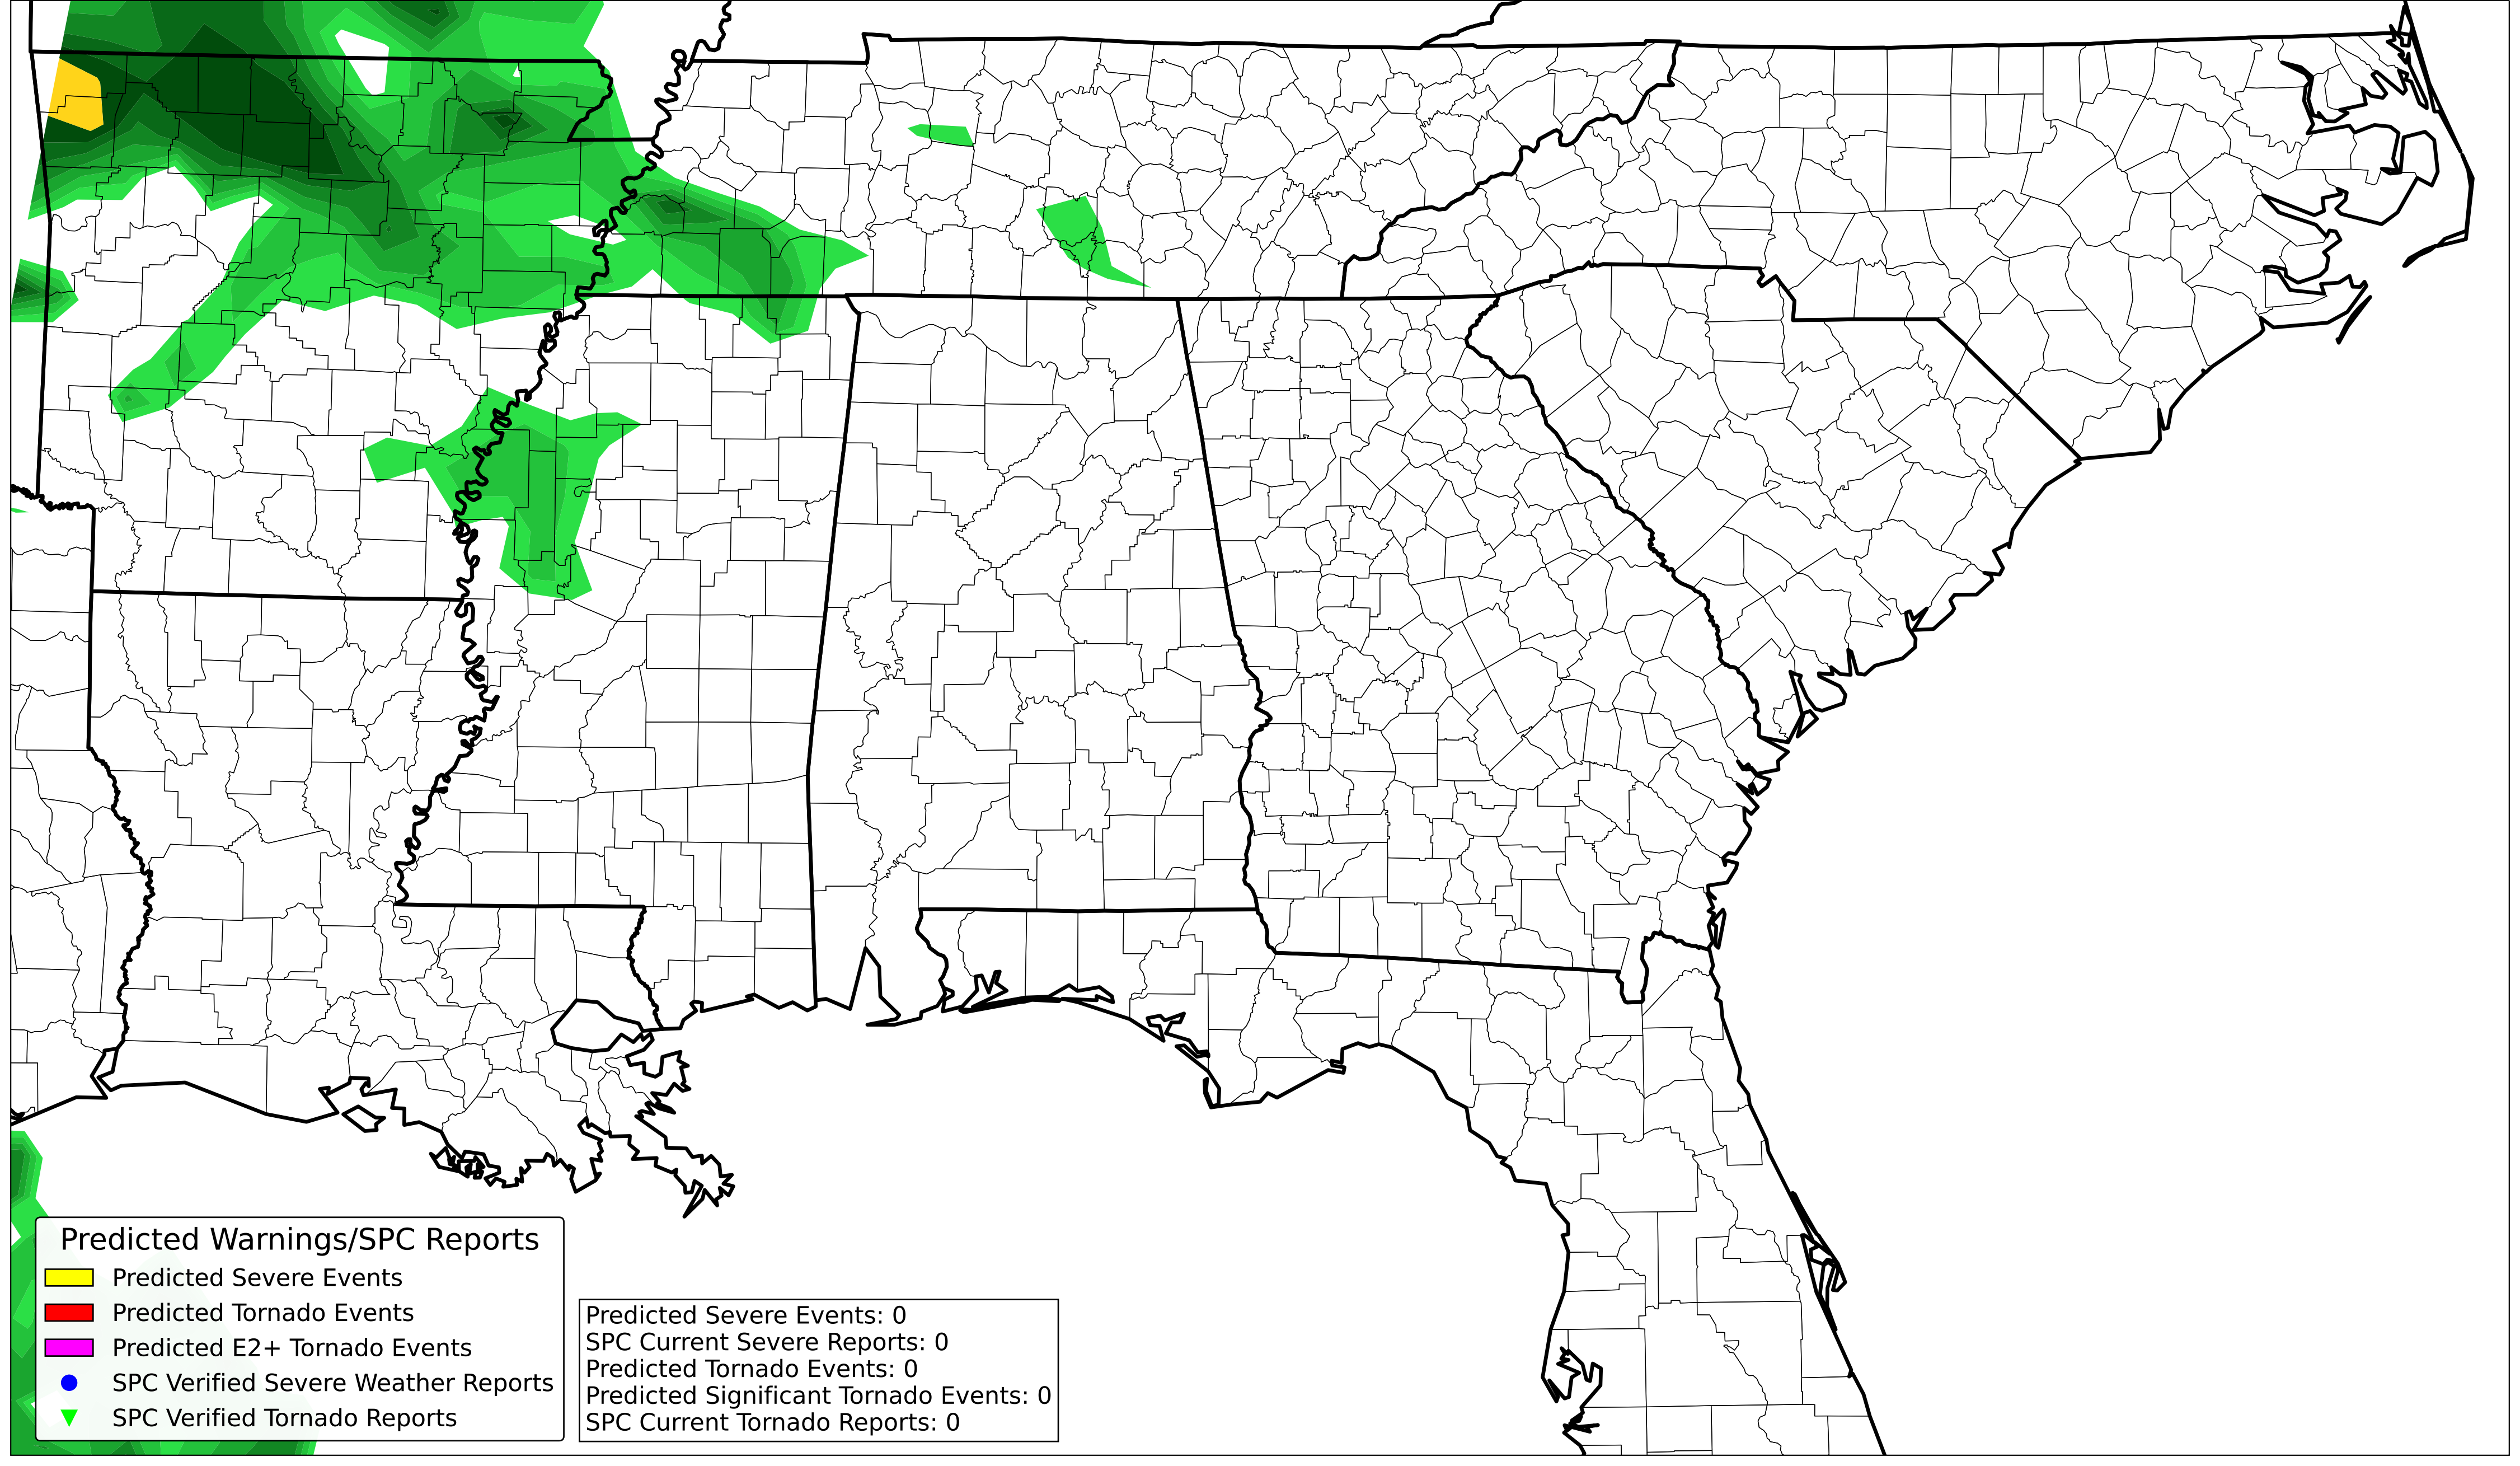 Predicted Warnings/SPC Reports
Predicted Severe Events
Predicted Tornado Events
Predicted E2+ Tornado Events
SPC Verified Severe Weather Reports
SPC Verified Tornado Reports
Predicted Severe Events: 0
SPC Current Severe Reports: 0
Predicted Tornado Events: 0
Predicted Significant Tornado Events: 0
SPC Current Tornado Reports: 0